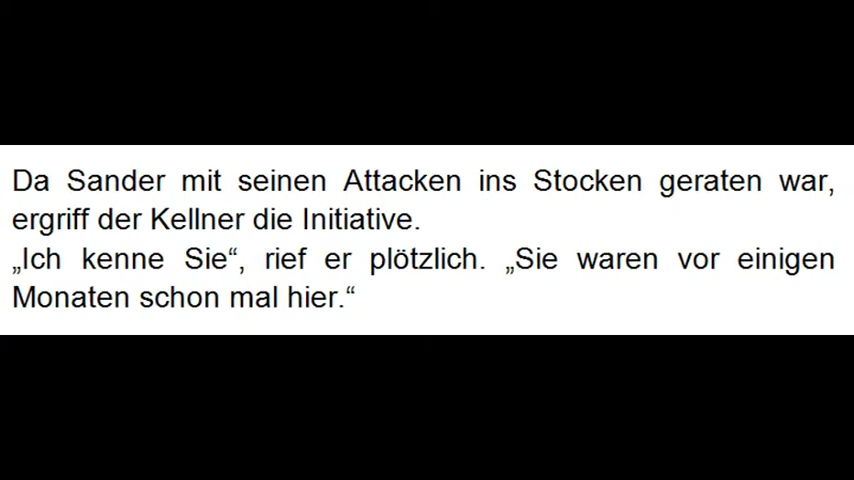 Da Sander mit seinen Attacken ins Stocken geraten war,
ergriff der Kellner die Initiative.
„Ich kenne Sie“, rief er plötzlich. „Sie waren vor einigen
Monaten schon mal hier.“